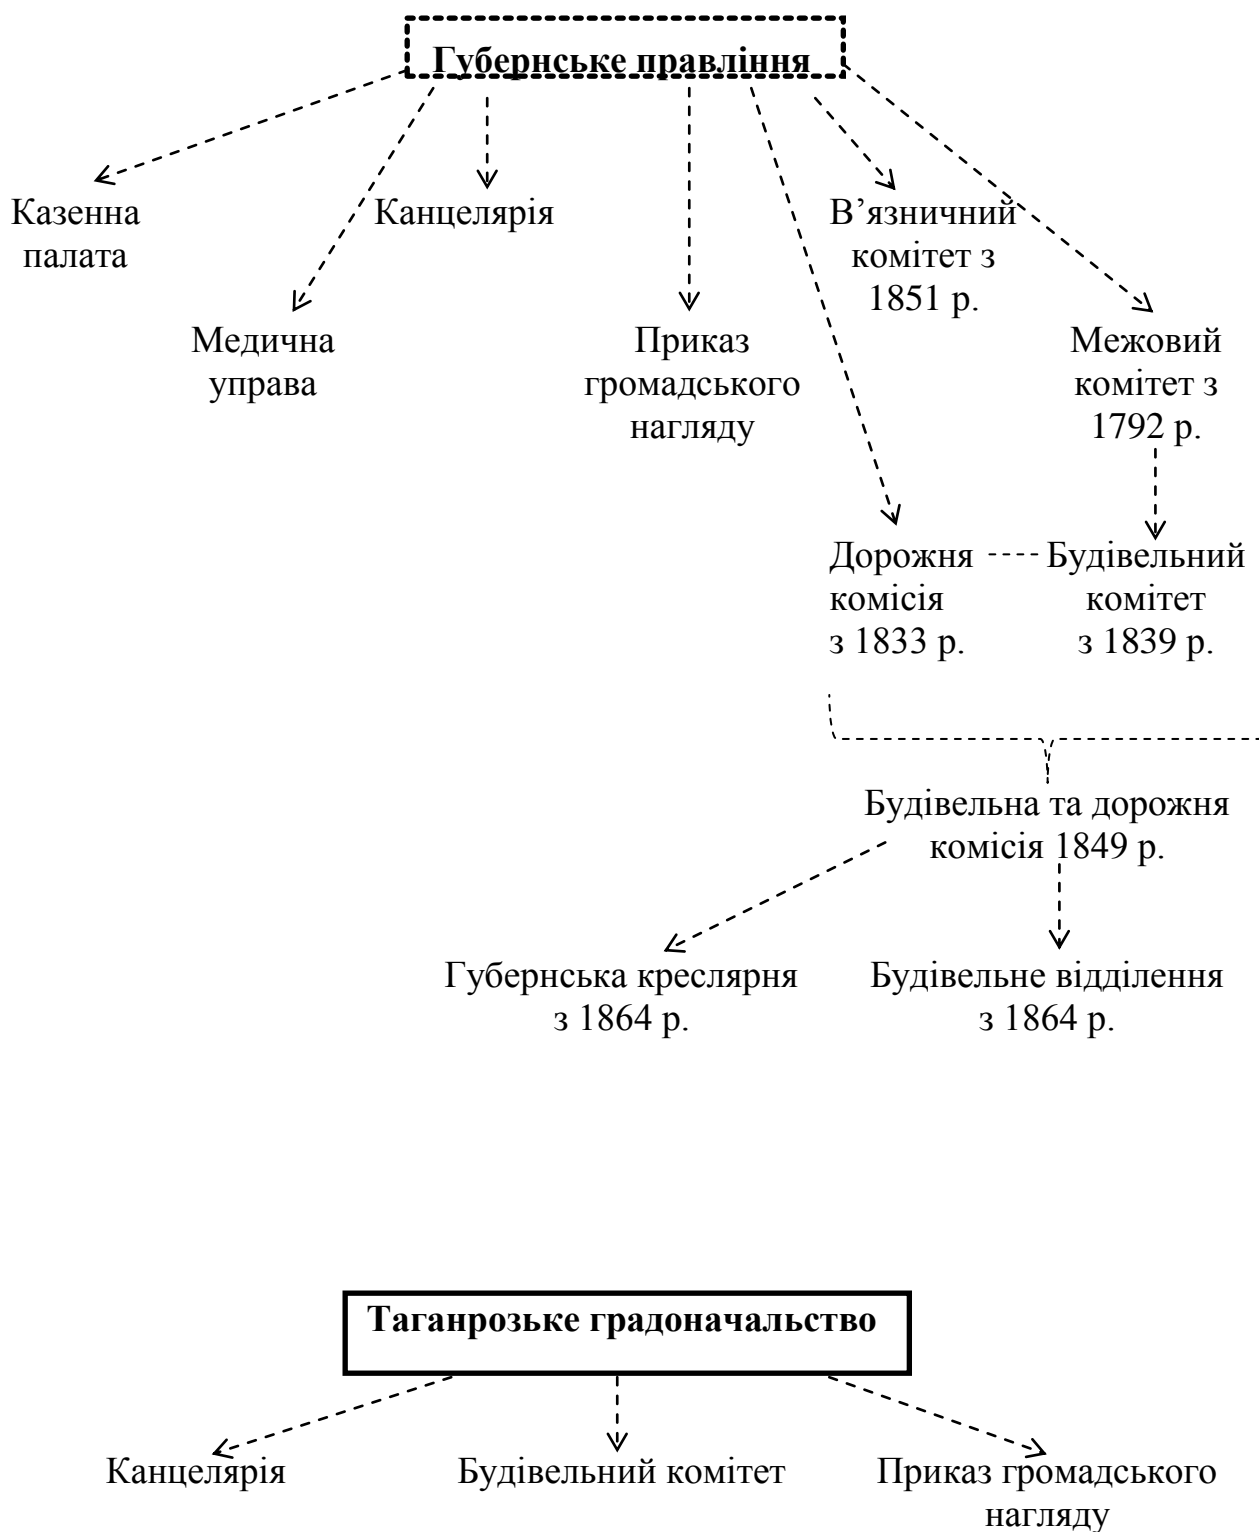 Губернське правління
Казенна
палата
Канцелярія
В’язничний
комітет з
1851 р.
Медична
управа
Приказ
громадського
нагляду
Межовий
комітет з
1792 р.
Дорожня
комісія
з 1833 р.
Будівельний
комітет
з 1839 р.
Будівельна та дорожня
комісія 1849 р.
Губернська креслярня
з 1864 р.
Будівельне відділення
з 1864 р.
Таганрозьке градоначальство
Канцелярія
Будівельний комітет
Приказ громадського
нагляду